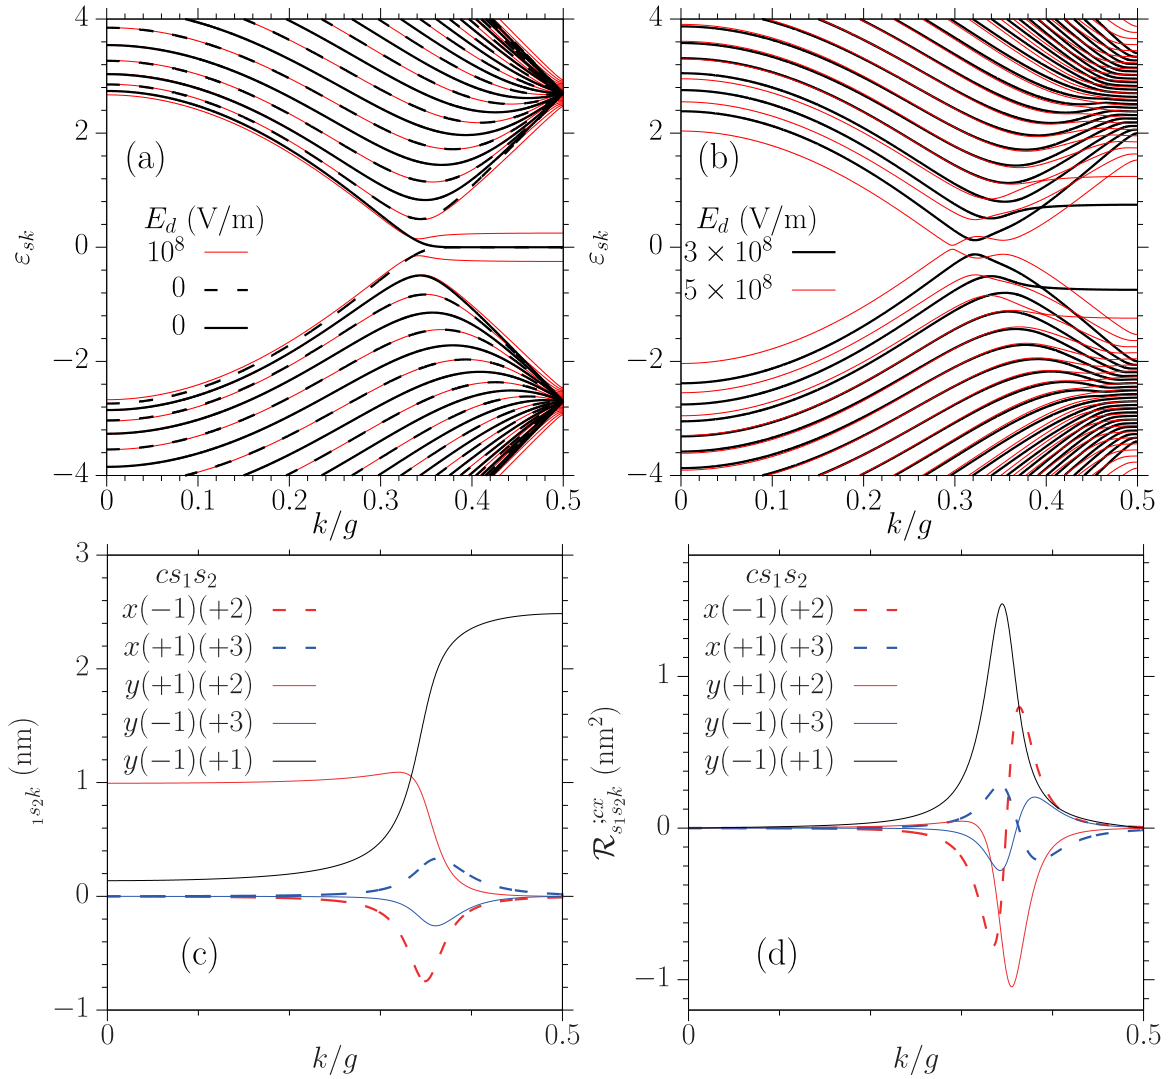 4
2
0
−2
−4
ε_{sk}
(a)
E_d (V/m)
10^8
0
0
0
0.1
0.2
0.3
0.4
0.5
k/g
4
2
0
−2
−4
ε_{sk}
(b)
E_d (V/m)
3 × 10^8
5 × 10^8
0
0.1
0.2
0.3
0.4
0.5
k/g
3
2
1
0
−1
_{1s_2k} (nm)
cs_1s_2
x(−1)(+2)
x(+1)(+3)
y(+1)(+2)
y(−1)(+3)
y(−1)(+1)
(c)
0
0.5
k/g
1
0
−1
\mathcal{R}^{;cx}_{s_1s_2k} (nm^2)
cs_1s_2
x(−1)(+2)
x(+1)(+3)
y(+1)(+2)
y(−1)(+3)
y(−1)(+1)
(d)
0
0.5
k/g